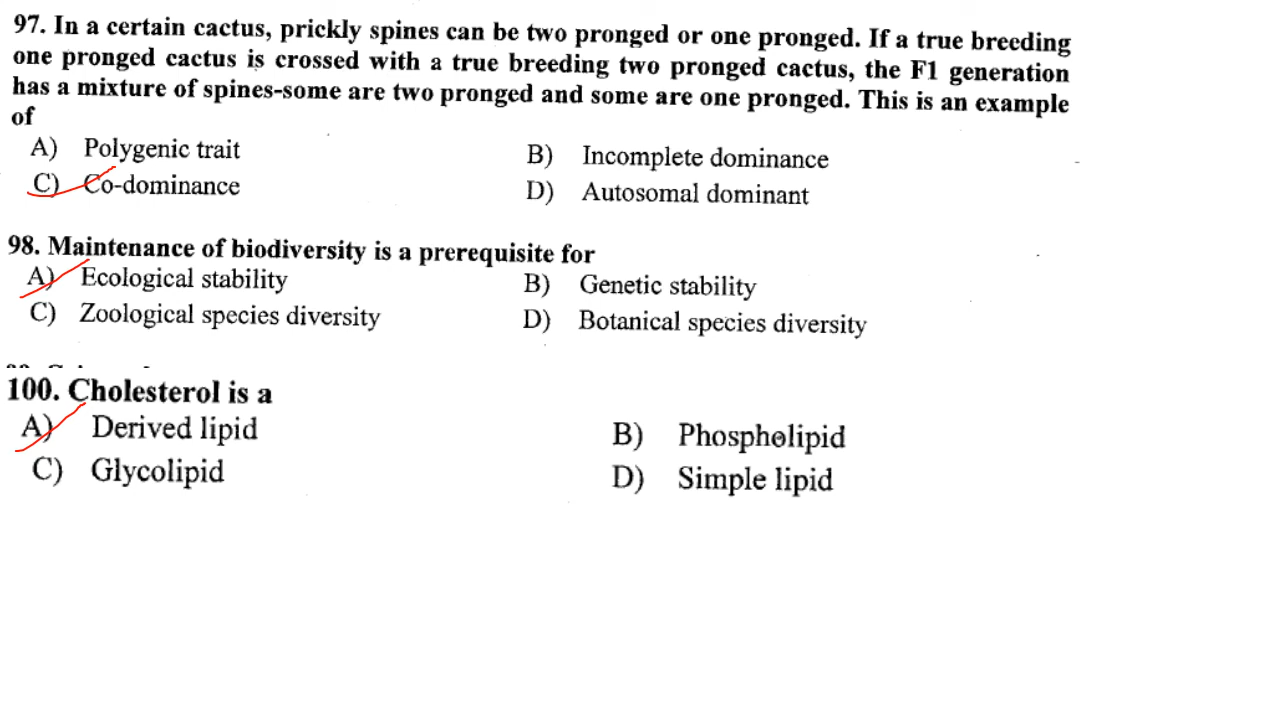 97. In a certain cactus, prickly spines can be two pronged or one pronged. If a true breeding
one pronged cactus is crossed with a true breeding two pronged cactus, the F1 generation
has a mixture of spines-some are two pronged and some are one pronged. This is an example
of
A) Polygenic trait B) Incomplete dominance
C) Co-dominance D) Autosomal dominant
98. Maintenance of biodiversity is a prerequisite for
A) Ecological stability B) Genetic stability
C) Zoological species diversity D) Botanical species diversity
100. Cholesterol is a
A) Derived lipid B) Phospholipid
C) Glycolipid D) Simple lipid